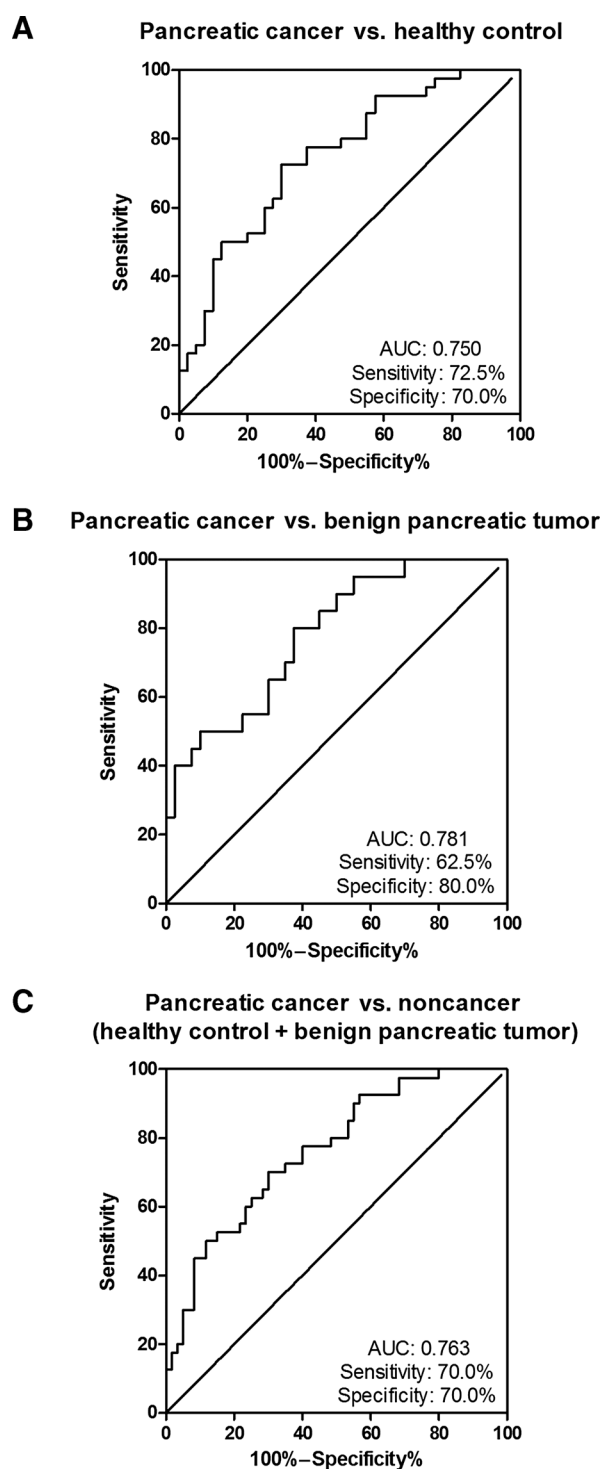 A
Pancreatic cancer vs. healthy control
100
80
60
40
20
0
Sensitivity
AUC: 0.750
Sensitivity: 72.5%
Specificity: 70.0%
0 20 40 60 80 100
100%–Specificity%
B
Pancreatic cancer vs. benign pancreatic tumor
100
80
60
40
20
0
Sensitivity
AUC: 0.781
Sensitivity: 62.5%
Specificity: 80.0%
0 20 40 60 80 100
100%–Specificity%
C
Pancreatic cancer vs. noncancer
(healthy control + benign pancreatic tumor)
100
80
60
40
20
0
Sensitivity
AUC: 0.763
Sensitivity: 70.0%
Specificity: 70.0%
0 20 40 60 80 100
100%–Specificity%